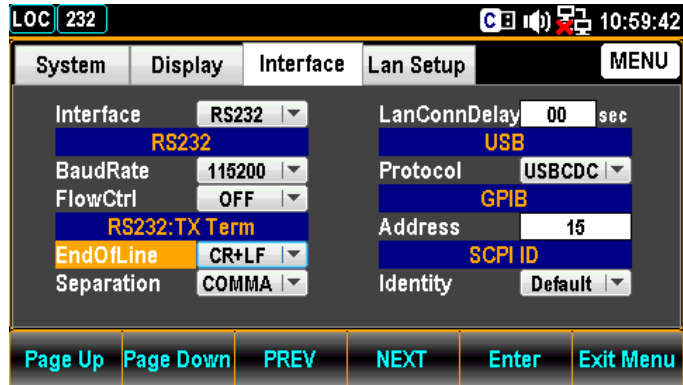 LOC 232 C 10:59:42
System Display Interface Lan Setup MENU
Interface RS232
RS232
BaudRate 115200
FlowCtrl OFF
RS232:TX Term
EndOfLine CR+LF
Separation COMMA
LanConnDelay 00 sec
USB
Protocol USBCDC
GPIB
Address 15
SCPI ID
Identity Default
Page Up Page Down PREV NEXT Enter Exit Menu